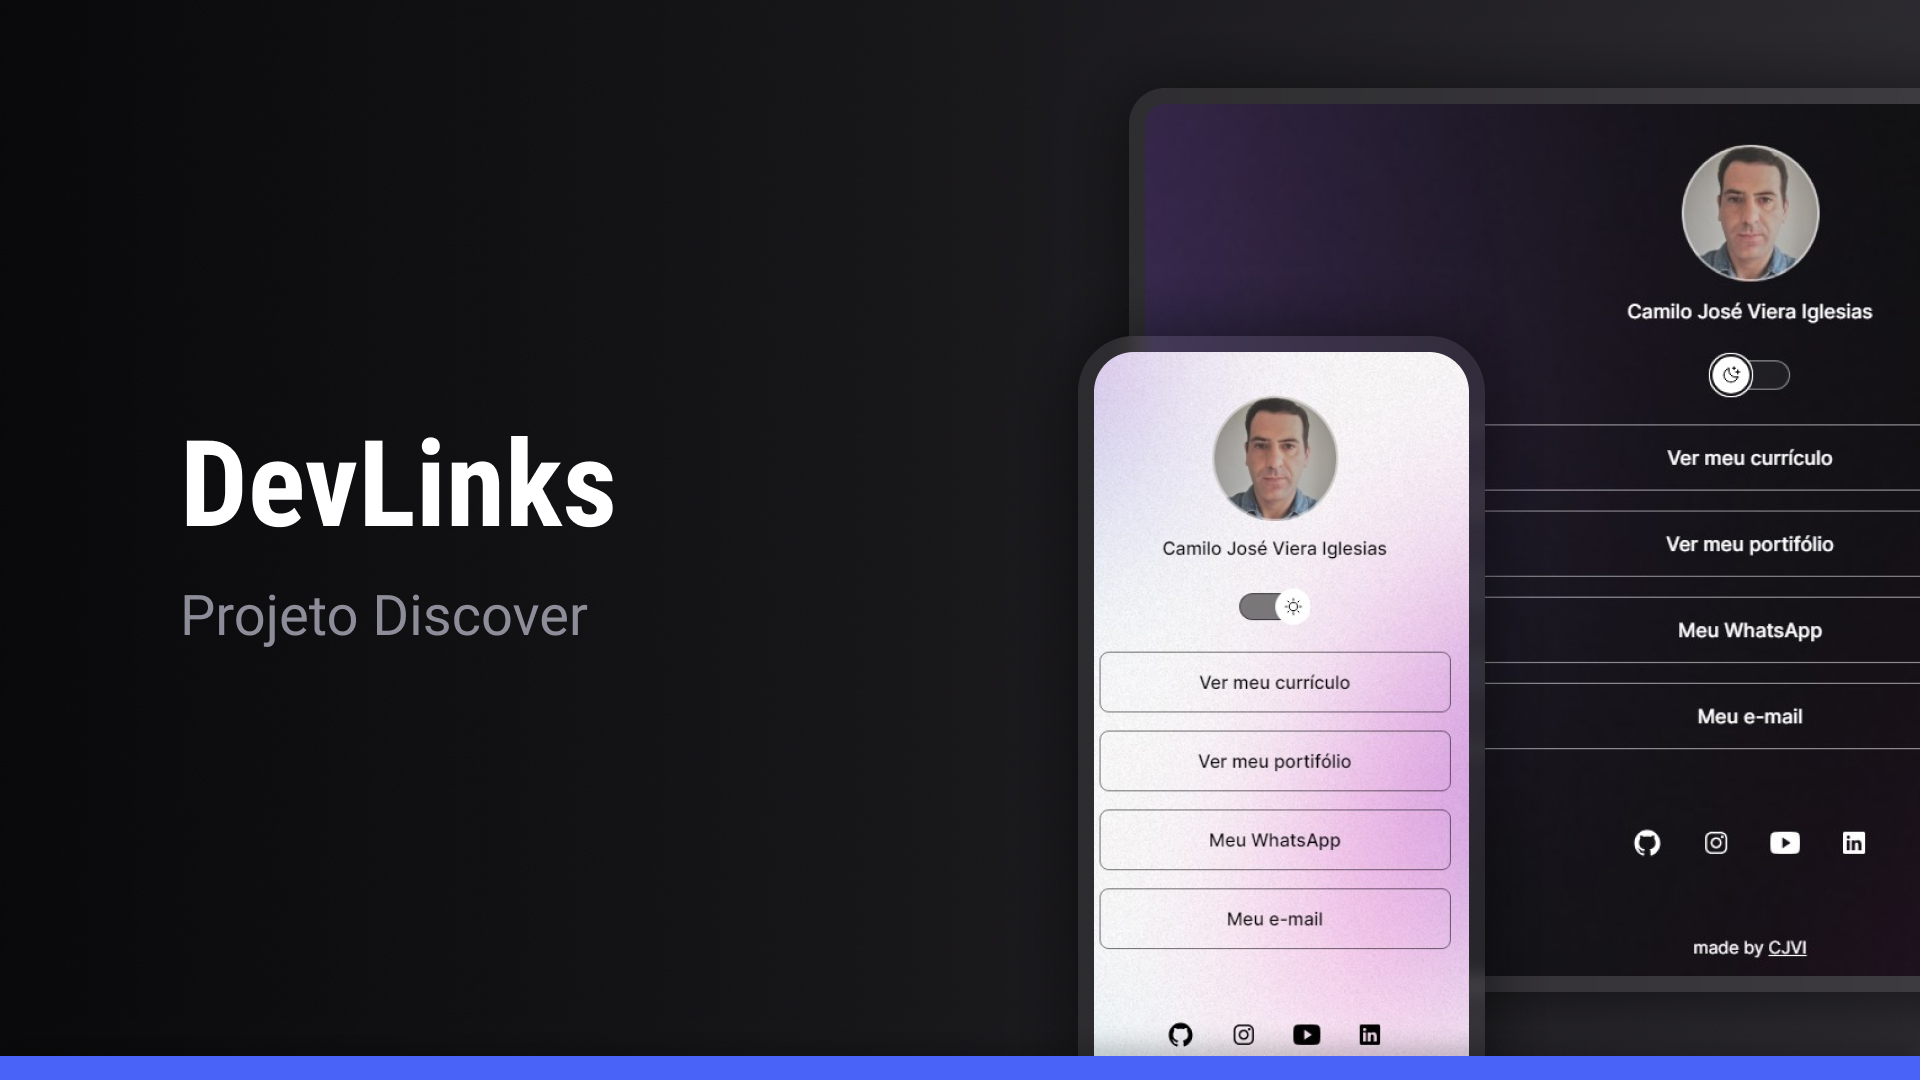 DevLinks
Projeto Discover
Camilo José Viera Iglesias
Ver meu currículo
Ver meu portifólio
Meu WhatsApp
Meu e-mail
Camilo José Viera Iglesias
Ver meu currículo
Ver meu portifólio
Meu WhatsApp
Meu e-mail
made by CJVI